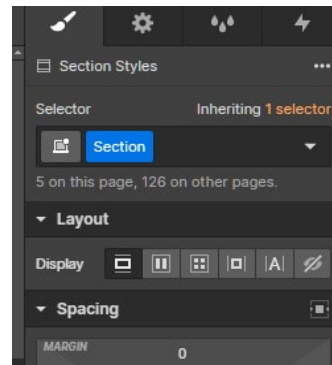 Section Styles
Selector Inheriting 1 selector
Section
5 on this page, 126 on other pages.
Layout
Display |A|
Spacing
MARGIN 0